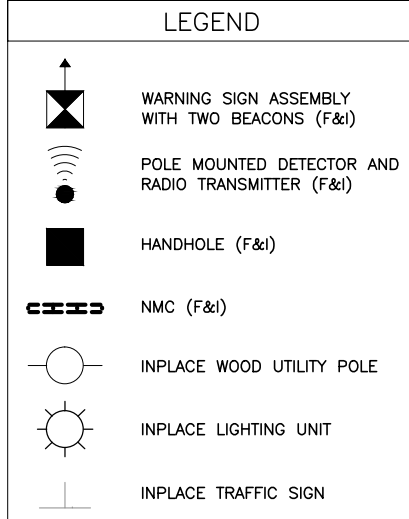 LEGEND
WARNING SIGN ASSEMBLY
WITH TWO BEACONS (F&I)
POLE MOUNTED DETECTOR AND
RADIO TRANSMITTER (F&I)
HANDHOLE (F&I)
NMC (F&I)
INPLACE WOOD UTILITY POLE
INPLACE LIGHTING UNIT
INPLACE TRAFFIC SIGN